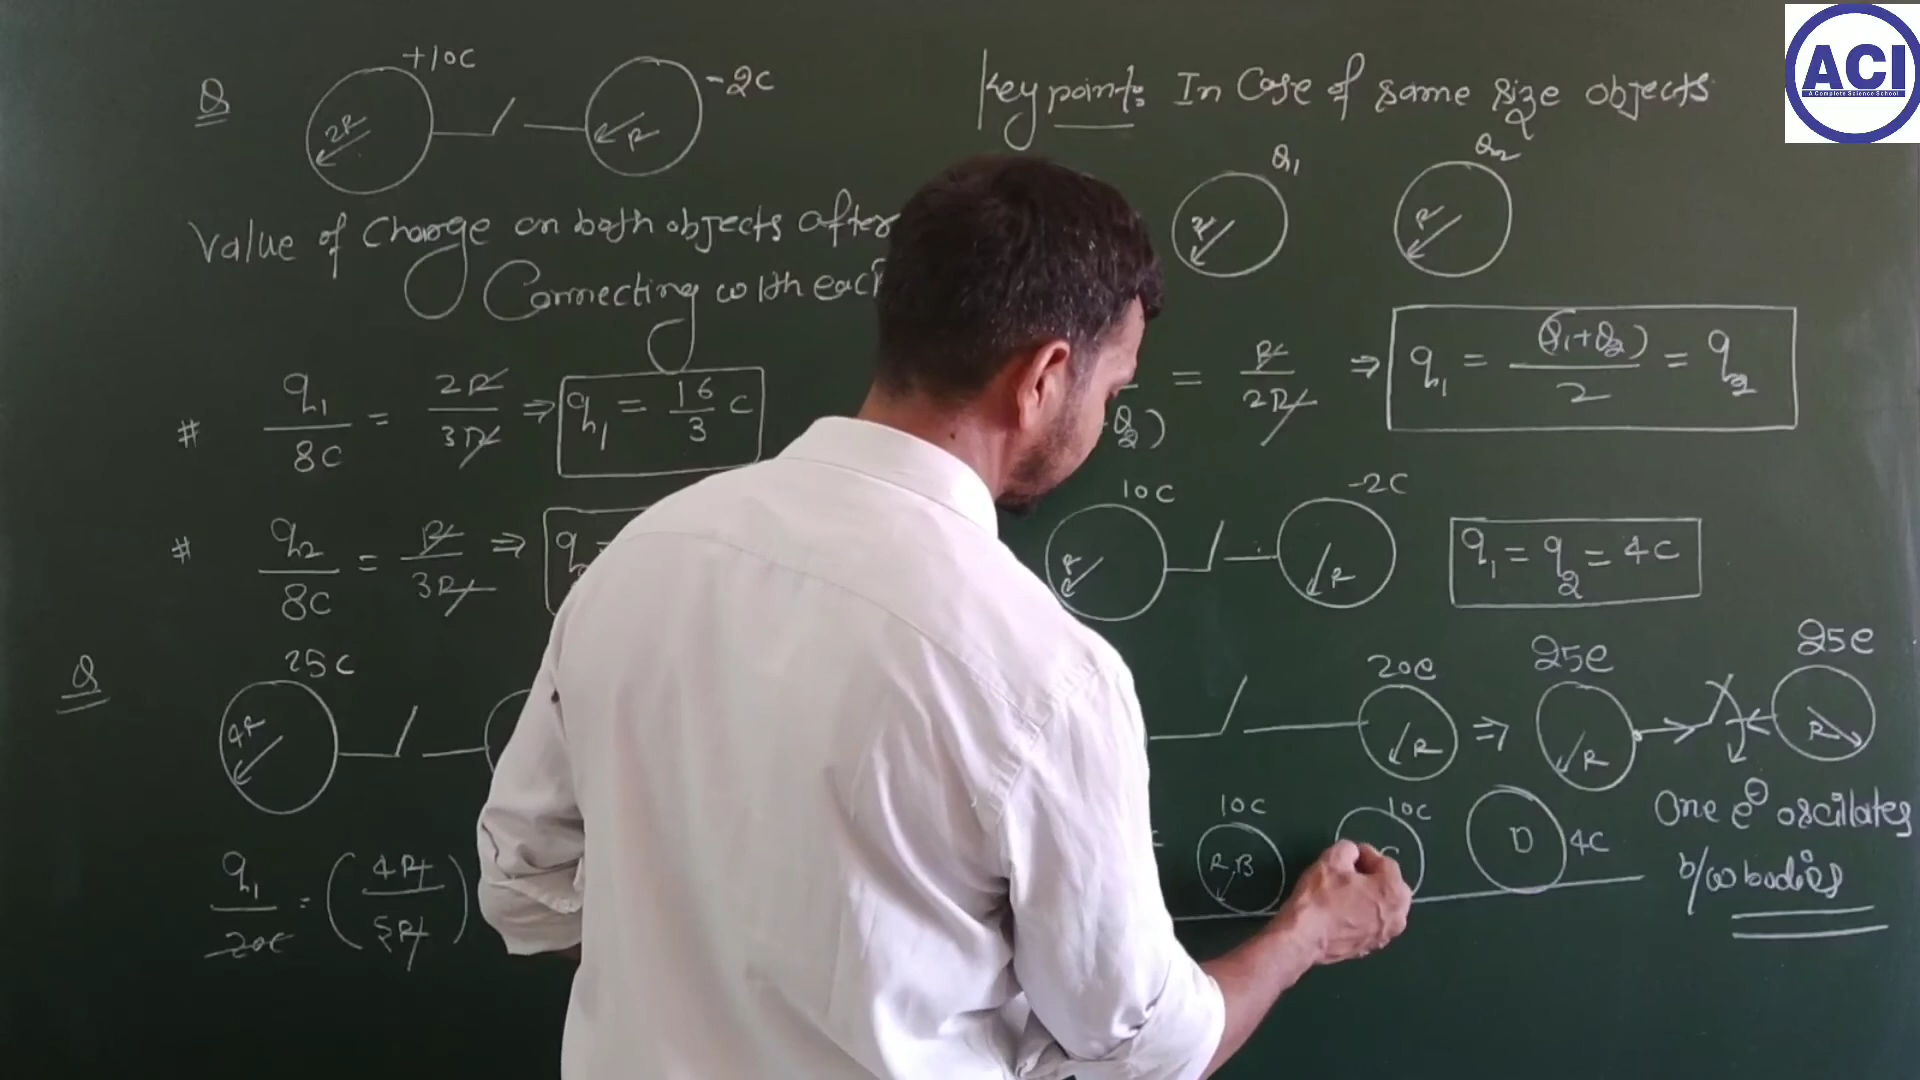 ACI
A Complete Science School
Q
+10C
-2C
2R
R
Value of Charge on both objects after
Connecting with each
# q1/8C = 2R/3R ⇒ q1 = 16/3 C
# q2/8C = R/3R ⇒ q
Q
25C
4R
q1/20C = (4R/5R)
Key point: In Case of same size objects
Q1
Q2
R
R
Q2) = R/2R ⇒ q1 = (Q1+Q2)/2 = q2
10C
-2C
R
R
q1 = q2 = 4C
20e
25e
25e
R
⇒
R
R
10C
10C
R,B
D
4C
One e⊖ oscilates
b/w bodies